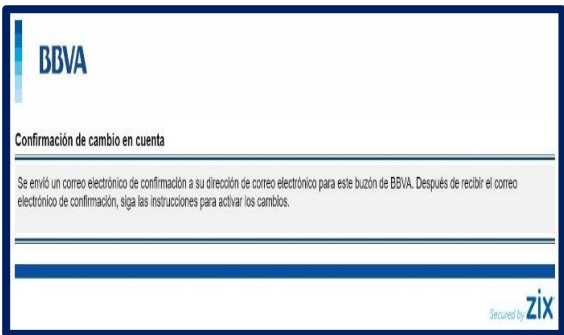 BBVA
Confirmación de cambio en cuenta
Se envió un correo electrónico de confirmación a su dirección de correo electrónico para este buzón de BBVA. Después de recibir el correo
electrónico de confirmación, siga las instrucciones para activar los cambios.
Secured by zix